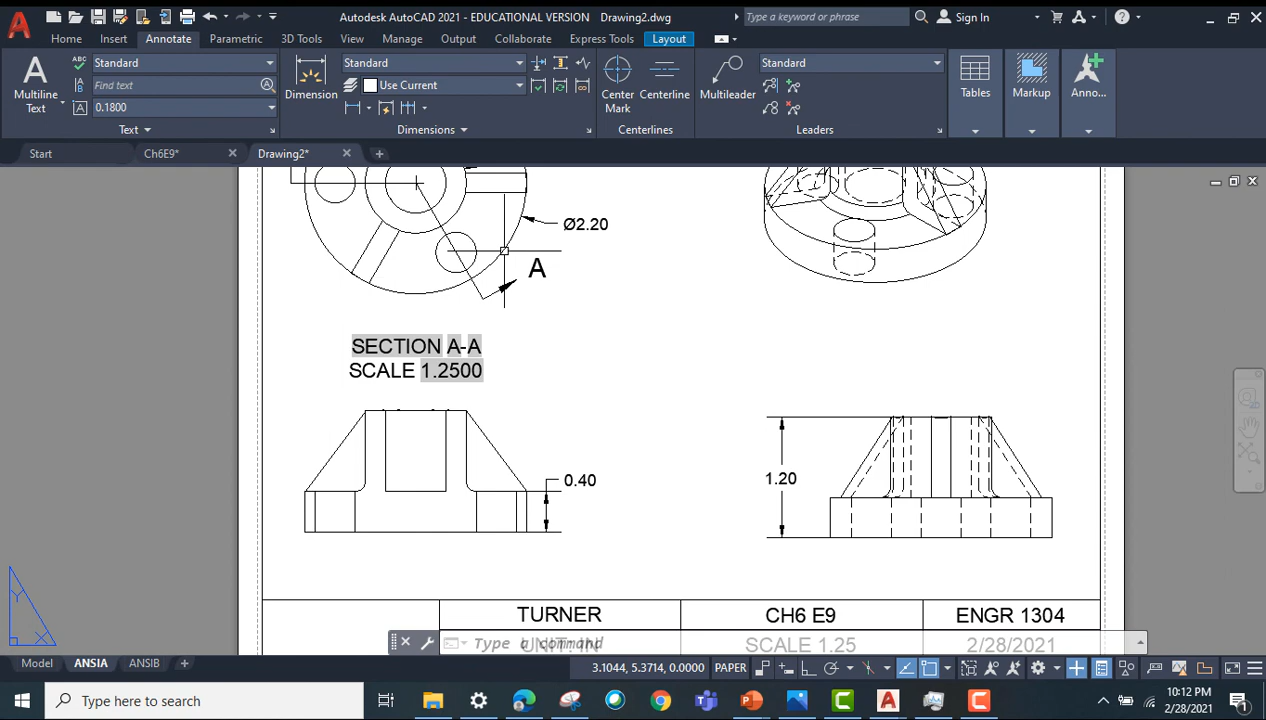 Autodesk AutoCAD 2021 - EDUCATIONAL VERSION Drawing2.dwg
Type a keyword or phrase
Sign In
Home Insert Annotate Parametric 3D Tools View Manage Output Collaborate Express Tools Layout
Multiline Text
Standard
Find text
0.1800
Text
Dimension
Standard
Use Current
Dimensions
Center Mark
Centerline
Centerlines
Multileader
Standard
Leaders
Tables
Markup
Anno...
Start Ch6E9* Drawing2*
Ø2.20
A
SECTION A-A
SCALE 1.2500
0.40
1.20
TURNER CH6 E9 ENGR 1304
SCALE 1.25 2/28/2021
Type a command
Y
X
Model ANSIA ANSIB
3.1044, 5.3714, 0.0000 PAPER
Type here to search
10:12 PM
2/28/2021
1